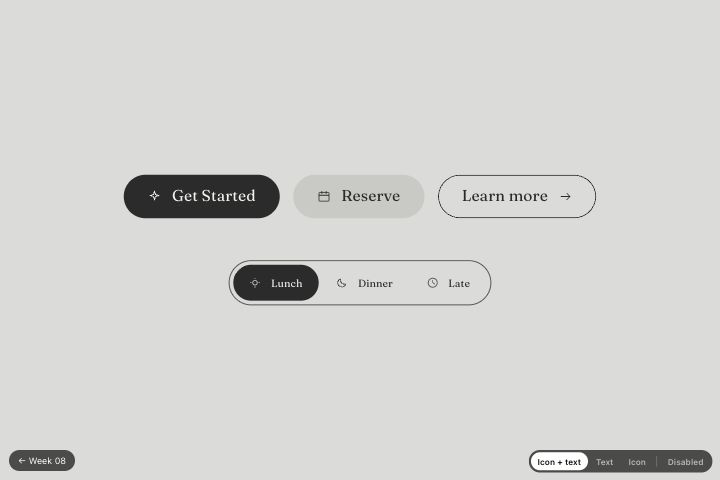 Get Started
Reserve
Learn more →
Lunch
Dinner
Late
← Week 08
Icon + text
Text
Icon
Disabled